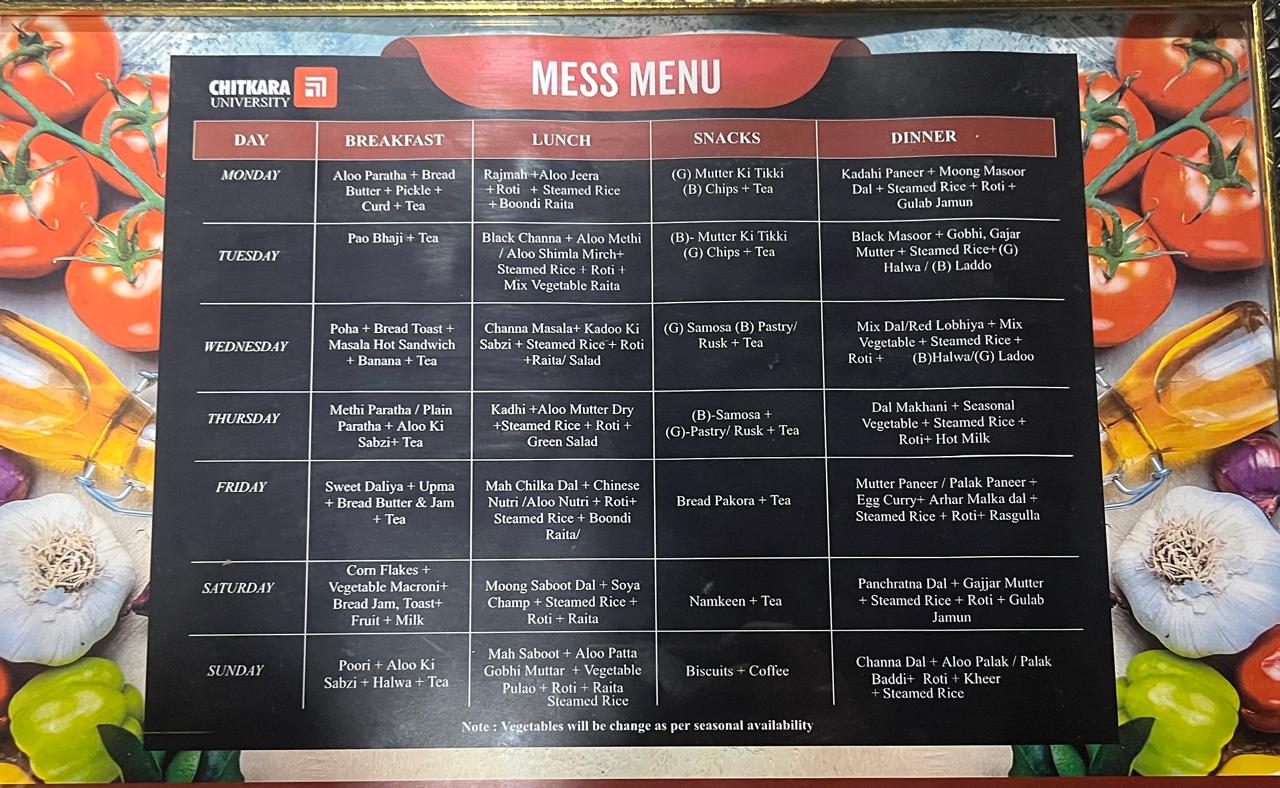 CHITKARA
UNIVERSITY
MESS MENU
DAY
BREAKFAST
LUNCH
SNACKS
DINNER
MONDAY
Aloo Paratha + Bread
Butter + Pickle +
Curd + Tea
Rajmah +Aloo Jeera
+Roti + Steamed Rice
+ Boondi Raita
(G) Mutter Ki Tikki
(B) Chips + Tea
Kadahi Paneer + Moong Masoor
Dal + Steamed Rice + Roti +
Gulab Jamun
TUESDAY
Pao Bhaji + Tea
Black Channa + Aloo Methi
/ Aloo Shimla Mirch+
Steamed Rice + Roti +
Mix Vegetable Raita
(B)- Mutter Ki Tikki
(G) Chips + Tea
Black Masoor + Gobhi, Gajar
Mutter + Steamed Rice+(G)
Halwa / (B) Laddo
WEDNESDAY
Poha + Bread Toast +
Masala Hot Sandwich
+ Banana + Tea
Channa Masala+ Kadoo Ki
Sabzi + Steamed Rice + Roti
+Raita/ Salad
(G) Samosa (B) Pastry/
Rusk + Tea
Mix Dal/Red Lobhiya + Mix
Vegetable + Steamed Rice +
Roti + (B)Halwa/(G) Ladoo
THURSDAY
Methi Paratha / Plain
Paratha + Aloo Ki
Sabzi+ Tea
Kadhi +Aloo Mutter Dry
+Steamed Rice + Roti +
Green Salad
(B)-Samosa +
(G)-Pastry/ Rusk + Tea
Dal Makhani + Seasonal
Vegetable + Steamed Rice +
Roti+ Hot Milk
FRIDAY
Sweet Daliya + Upma
+ Bread Butter & Jam
+ Tea
Mah Chilka Dal + Chinese
Nutri /Aloo Nutri + Roti+
Steamed Rice + Boondi
Raita/
Bread Pakora + Tea
Mutter Paneer / Palak Paneer +
Egg Curry+ Arhar Malka dal +
Steamed Rice + Roti+ Rasgulla
SATURDAY
Corn Flakes +
Vegetable Macroni+
Bread Jam, Toast+
Fruit + Milk
Moong Saboot Dal + Soya
Champ + Steamed Rice +
Roti + Raita
Namkeen + Tea
Panchratna Dal + Gajjar Mutter
+ Steamed Rice + Roti + Gulab
Jamun
SUNDAY
Poori + Aloo Ki
Sabzi + Halwa + Tea
Mah Saboot + Aloo Patta
Gobhi Muttar + Vegetable
Pulao + Roti + Raita
Steamed Rice
Biscuits + Coffee
Channa Dal + Aloo Palak / Palak
Baddi+ Roti + Kheer
+ Steamed Rice
Note : Vegetables will be change as per seasonal availability